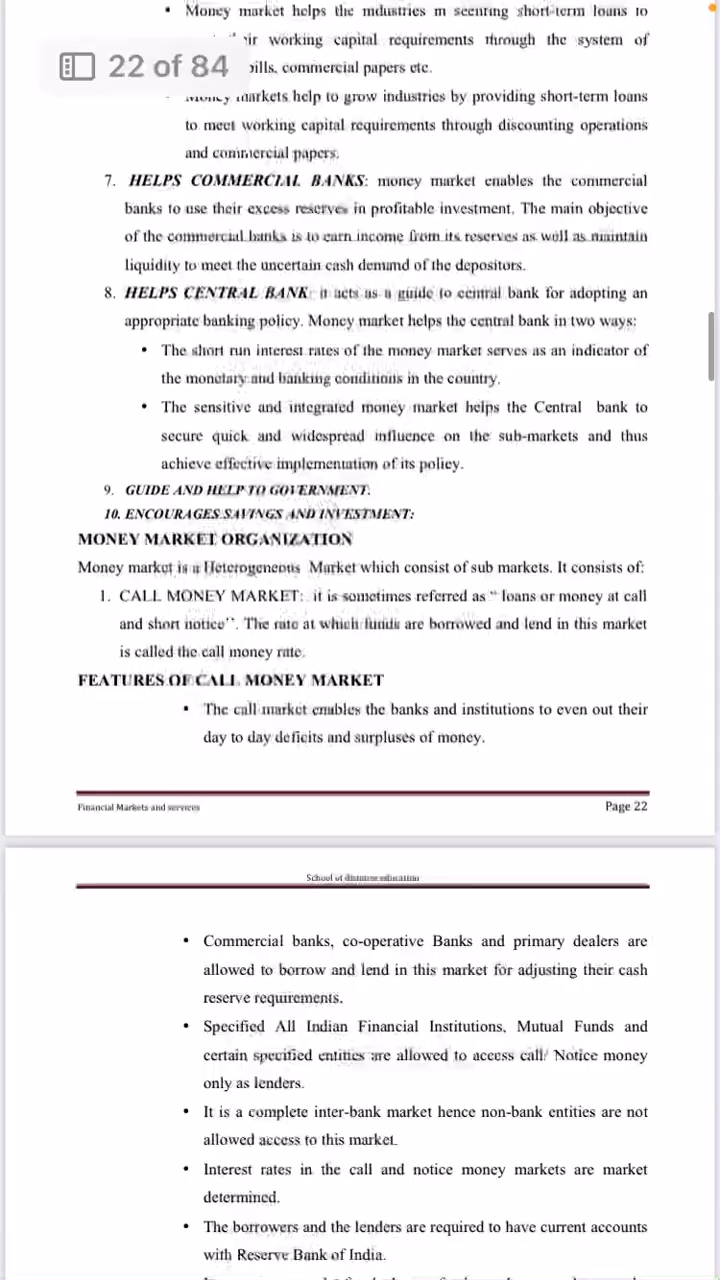 • Money market helps the industries in securing short-term loans to
working capital requirements through the system of
22 of 84
bills, commercial papers etc.
• Money markets help to grow industries by providing short-term loans
to meet working capital requirements through discounting operations
and commercial papers.
7. HELPS COMMERCIAL BANKS: money market enables the commercial
banks to use their excess reserves in profitable investment. The main objective
of the commercial banks is to earn income from its reserves as well as maintain
liquidity to meet the uncertain cash demand of the depositors.
8. HELPS CENTRAL BANK: it acts as a guide to central bank for adopting an
appropriate banking policy. Money market helps the central bank in two ways:
• The short run interest rates of the money market serves as an indicator of
the monetary and banking conditions in the country.
• The sensitive and integrated money market helps the Central bank to
secure quick and widespread influence on the sub-markets and thus
achieve effective implementation of its policy.
9. GUIDE AND HELP TO GOVERNMENT:
10. ENCOURAGES SAVINGS AND INVESTMENT:
MONEY MARKET ORGANIZATION
Money market is a Heterogeneous Market which consist of sub markets. It consists of:
1. CALL MONEY MARKET: it is sometimes referred as “ loans or money at call
and short notice’’. The rate at which funds are borrowed and lend in this market
is called the call money rate.
FEATURES OF CALL MONEY MARKET
• The call market enables the banks and institutions to even out their
day to day deficits and surpluses of money.
Financial Markets and services Page 22
School of distance education
• Commercial banks, co-operative Banks and primary dealers are
allowed to borrow and lend in this market for adjusting their cash
reserve requirements.
• Specified All Indian Financial Institutions, Mutual Funds and
certain specified entities are allowed to access call/ Notice money
only as lenders.
• It is a complete inter-bank market hence non-bank entities are not
allowed access to this market.
• Interest rates in the call and notice money markets are market
determined.
• The borrowers and the lenders are required to have current accounts
with Reserve Bank of India.